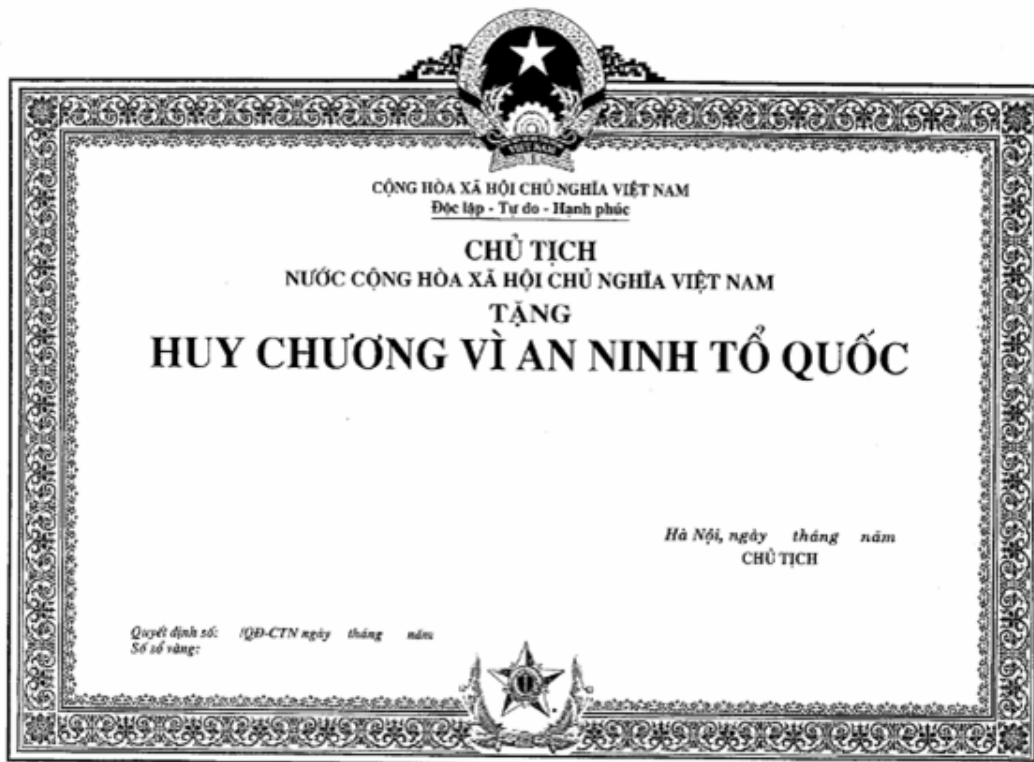 VIỆT NAM
CỘNG HÒA XÃ HỘI CHỦ NGHĨA VIỆT NAM
Độc lập - Tự do - Hạnh phúc
CHỦ TỊCH
NƯỚC CỘNG HÒA XÃ HỘI CHỦ NGHĨA VIỆT NAM
TẶNG
HUY CHƯƠNG VÌ AN NINH TỔ QUỐC
Hà Nội, ngày tháng năm
CHỦ TỊCH
Quyết định số: /QĐ-CTN ngày tháng năm
Số sổ vàng: